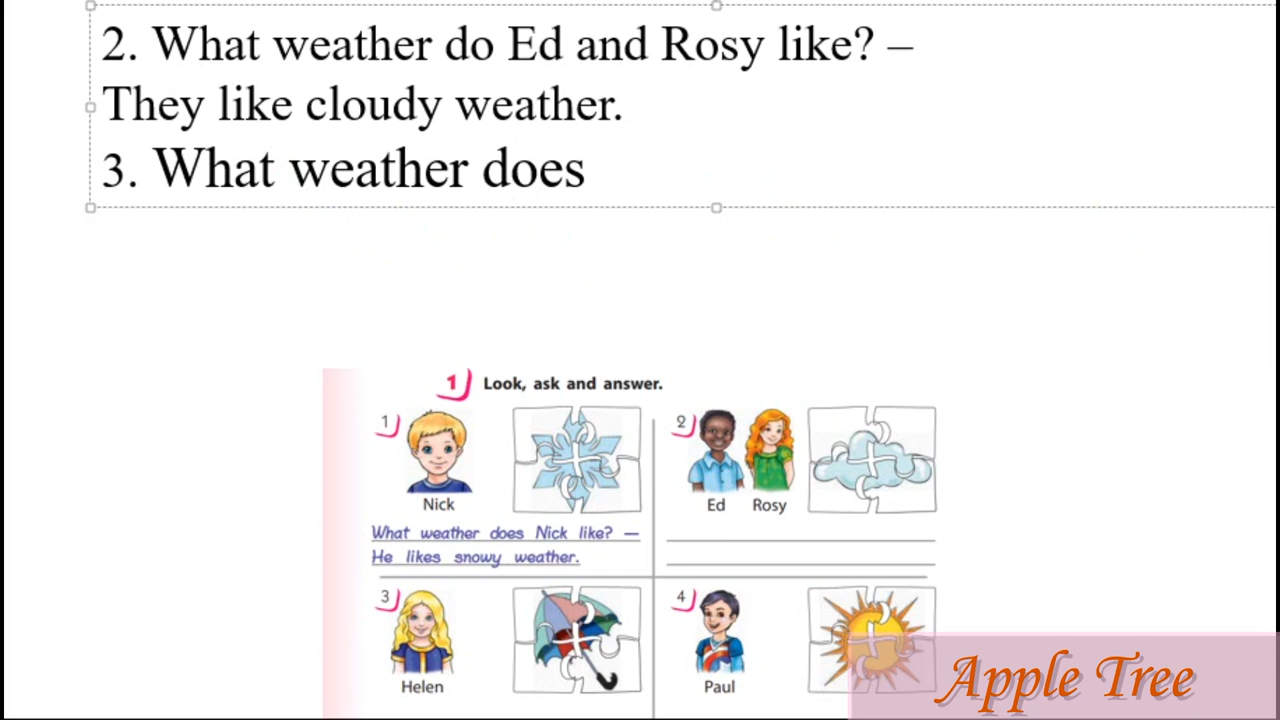 2. What weather do Ed and Rosy like? –
They like cloudy weather.
3. What weather does
1 Look, ask and answer.
1
Nick
What weather does Nick like? —
He likes snowy weather.
2
Ed Rosy
3
Helen
4
Paul
Apple Tree